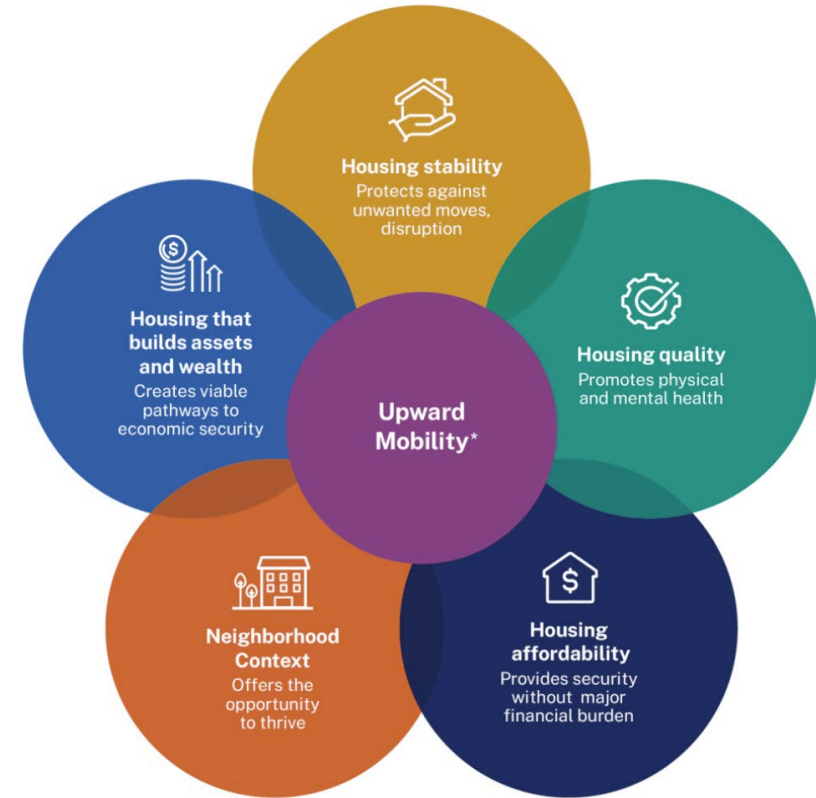 Housing stability
Protects against
unwanted moves,
disruption
Housing quality
Promotes physical
and mental health
Housing
affordability
Provides security
without major
financial burden
Neighborhood
Context
Offers the
opportunity
to thrive
Housing that
builds assets
and wealth
Creates viable
pathways to
economic security
Upward
Mobility*
$
$